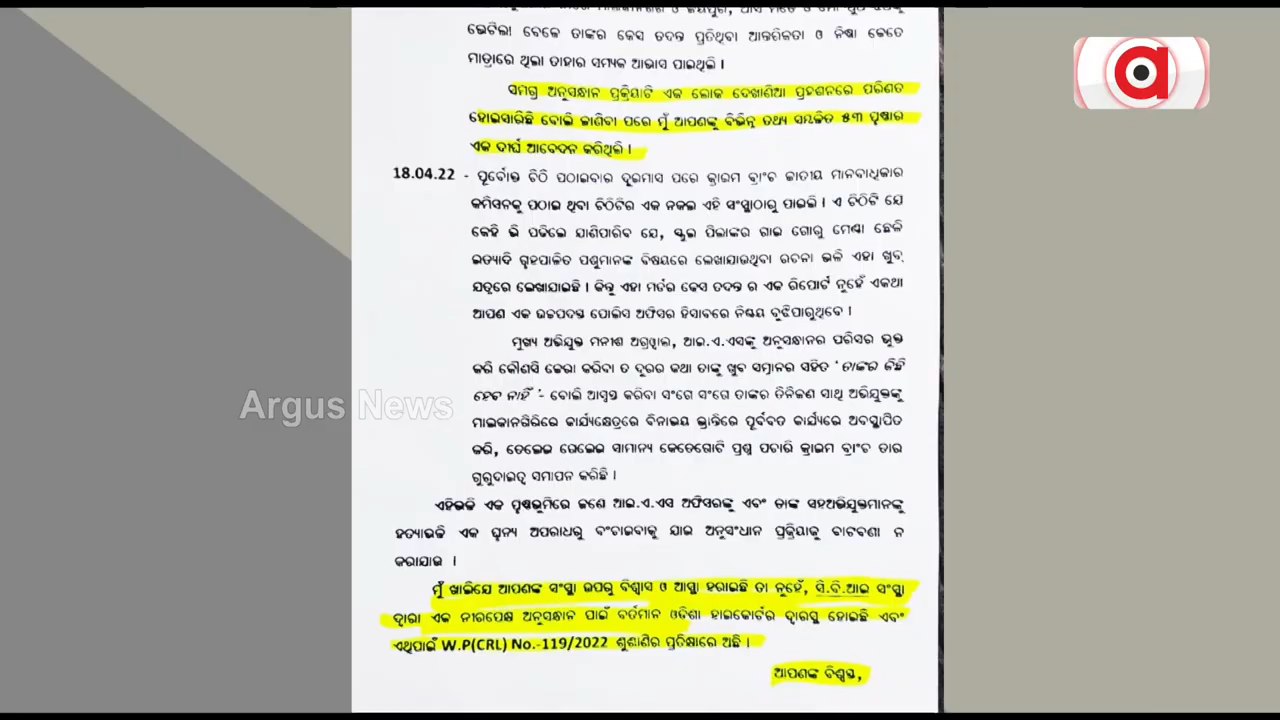 ଭେଟିଲା ବେଳେ ତାଙ୍କର କେସ ତଦନ୍ତ ପ୍ରତିଥିବା ଆନ୍ତରିକତା ଓ ନିଷ୍ଠା କେତେ
ମାତ୍ରାରେ ଥିଲା ତାହାର ସମ୍ୟକ ଆଭାସ ପାଇଥିଲି ।
ସମଗ୍ର ଅନୁସନ୍ଧାନ ପ୍ରକ୍ରିୟାଟି ଏକ ଲୋକ ଦେଖାଣିଆ ପ୍ରହଶନରେ ପରିଣତ
ହୋଇସାରିଛି ବୋଲି ଜାଣିବା ପରେ ମୁଁ ଆପଣଙ୍କୁ ବିଭିନ୍ନ ତଥ୍ୟ ସମ୍ବଳିତ ୫୩ ପୃଷ୍ଠାର
ଏକ ଦୀର୍ଘ ଆବେଦନ କରିଥିଲି ।
18.04.22 - ପୂର୍ବୋକ୍ତ ଚିଠି ପଠାଇବାର ଦୁଇମାସ ପରେ କ୍ରାଇମ ବ୍ରାଂଚ ଜାତୀୟ ମାନବାଧିକାର
କମିସନକୁ ପଠାଇ ଥିବା ଚିଠିଟିର ଏକ ନକଲ ଏହି ସଂସ୍ଥାଠାରୁ ପାଇଲି । ଏ ଚିଠିଟି ଯେ
କେହି ଭି ପଢିଲେ ଯାଣିପାରିବ ଯେ, ସ୍କୁଲ ପିଲାଙ୍କର ଗାଈ ଗୋରୁ ମେଣ୍ଢା ଛେଳି
ଇତ୍ୟାଦି ଗୃହପାଳିତ ପଶୁମାନଙ୍କ ବିଷୟରେ ଲେଖାଯାଉଥିବା ରଚନା ଭଳି ଏହା ଖୁବ୍
ଯତ୍ନରେ ଲେଖାଯାଇଛି । କିନ୍ତୁ ଏହା ମର୍ଡର କେସ ତଦନ୍ତ ର ଏକ ରିପୋର୍ଟ ନୁହେଁ ଏକଥା
ଆପଣ ଏକ ଉଚ୍ଚପଦସ୍ତ ପୋଲିସ ଅଫିସର ହିସାବରେ ନିଶ୍ଚୟ ବୁଝିପାରୁଥିବେ ।
ମୁଖ୍ୟ ଅଭିଯୁକ୍ତ ମନୀଶ ଅଗ୍ରୱାଲ, ଆଇ.ଏ.ଏସଙ୍କୁ ଅନୁସନ୍ଧାନର ପରିସର ଭୁକ୍ତ
କରି କୌଣସି ଜେରା କରିବା ତ ଦୂରର କଥା ତାଙ୍କୁ ଖୁବ ସମ୍ମାନର ସହିତ ‘ ତାଙ୍କର କିଛି
ହେବ ନାହିଁ ’- ବୋଲି ଆସ୍ୱସ୍ତ କରିବା ସଂଗେ ସଂଗେ ତାଙ୍କର ତିନିଜଣ ସାଥି ଅଭିଯୁକ୍ତଙ୍କୁ
ମାଲକାନଗିରିରେ କାର୍ଯ୍ୟକ୍ଷେତ୍ରରେ ବିନାଭୟ ଭ୍ରାନ୍ତିରେ ପୂର୍ବବତ କାର୍ଯ୍ୟରେ ଅବସ୍ଥାପିତ
କରି, ତେଲେଇ ପେଲେଇ ସାମାନ୍ୟ କେତେଗୋଟି ପ୍ରଶ୍ନ ପଚାରି କ୍ରାଇମ ବ୍ରାଂଚ ତାର
ଗୁରୁଦାଇତ୍ୱ ସମାପନ କରିଛି ।
ଏହିଭଳି ଏକ ପୃଷ୍ଠଭୂମିରେ ଜଣେ ଆଇ.ଏ.ଏସ ଅଫିସରଙ୍କୁ ଏବଂ ତାଙ୍କ ସହଅଭିଯୁକ୍ତମାନଙ୍କୁ
ହତ୍ୟାଭଳି ଏକ ଘୃନ୍ୟ ଅପରାଧରୁ ବଂଚାଇବାକୁ ଯାଇ ଅନୁସଂଧାନ ପ୍ରକ୍ରିୟାକୁ ବାଟବଣା ନ
କରାଯାଉ ।
ମୁଁ ଖାଲିଯେ ଆପଣଙ୍କ ସଂସ୍ଥା ଉପରୁ ବିଶ୍ୱାସ ଓ ଆସ୍ଥା ହରାଇଛି ତା ନୁହେଁ, ସି.ବି.ଆଇ ସଂସ୍ଥା
ଦ୍ୱାରା ଏକ ନୀରପେକ୍ଷ ଅନୁସନ୍ଧାନ ପାଇଁ ବର୍ତମାନ ଓଡିଶା ହାଇକୋର୍ଟର ଦ୍ୱାରସ୍ଥ ହୋଇଛି ଏବଂ
ଏଥିପାଇଁ W.P(CRL) No.-119/2022 ଶୁଣାଣିର ପ୍ରତିକ୍ଷାରେ ଅଛି ।
ଆପଣଙ୍କ ବିଶ୍ୱସ୍ତ,
Argus News